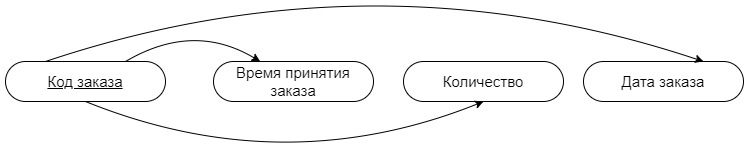 Код заказа
Время принятия
заказа
Количество
Дата заказа